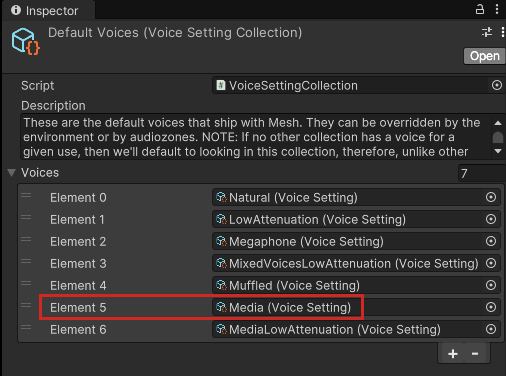 Inspector
Default Voices (Voice Setting Collection)
Open
Script
# VoiceSettingCollection
Description
These are the default voices that ship with Mesh. They can be overridden by the
environment or by audiozones. NOTE: If no other collection has a voice for a
given use, then we'll default to looking in this collection, therefore, unlike other
Voices 7
Element 0 Natural (Voice Setting)
Element 1 LowAttenuation (Voice Setting)
Element 2 Megaphone (Voice Setting)
Element 3 MixedVoicesLowAttenuation (Voice Setting)
Element 4 Muffled (Voice Setting)
Element 5 Media (Voice Setting)
Element 6 MediaLowAttenuation (Voice Setting)
+ -